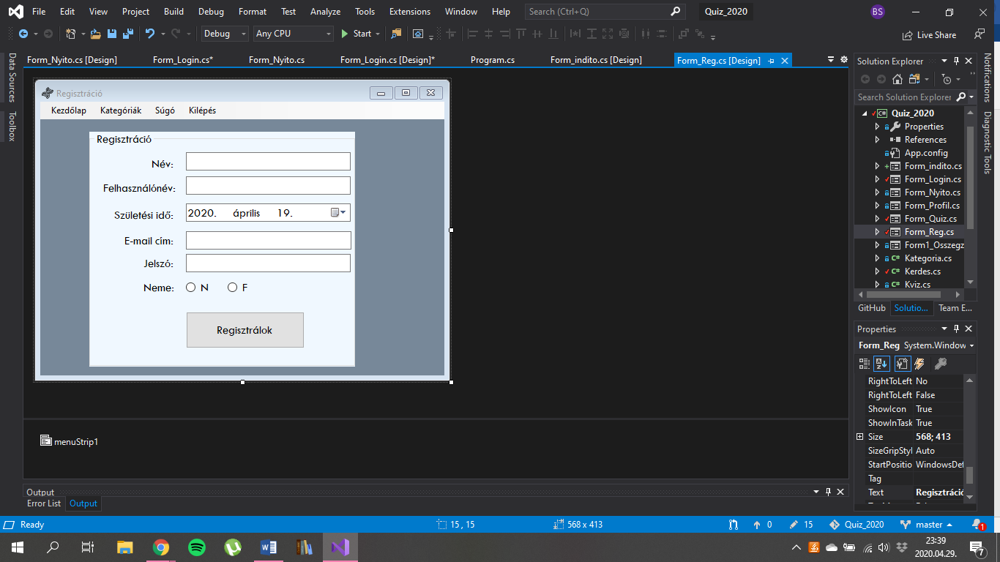 File Edit View Project Build Debug Format Test Analyze Tools Extensions Window Help Search (Ctrl+Q) Quiz_2020 BS
Debug Any CPU Start Live Share
Form_Nyito.cs [Design] Form_Login.cs* Form_Nyito.cs Form_Login.cs [Design]* Program.cs Form_indito.cs [Design] Form_Reg.cs [Design]
Data Sources
Toolbox
Regisztráció
Kezdőlap Kategóriák Súgó Kilépés
Regisztráció
Név:
Felhasználónév:
Születési idő: 2020. április 19.
E-mail cím:
Jelszó:
Neme: N F
Regisztrálok
menuStrip1
Output
Error List Output
Solution Explorer
Search Solution Explorer
Quiz_2020
Properties
References
App.config
Form_indito.cs
Form_Login.cs
Form_Nyito.cs
Form_Profil.cs
Form_Quiz.cs
Form_Reg.cs
Form1_Osszegz
Kategoria.cs
Kerdes.cs
Kviz.cs
GitHub Solutio... Team E...
Properties
Form_Reg System.Window
RightToLeft No
RightToLeft False
ShowIcon True
ShowInTask True
Size 568; 413
SizeGripStyl Auto
StartPositio WindowsDef
Tag
Text Regisztráció
Notifications
Diagnostic Tools
Ready 15 , 15 568 x 413 0 15 Quiz_2020 master 1
W 23:39
2020.04.29. 7